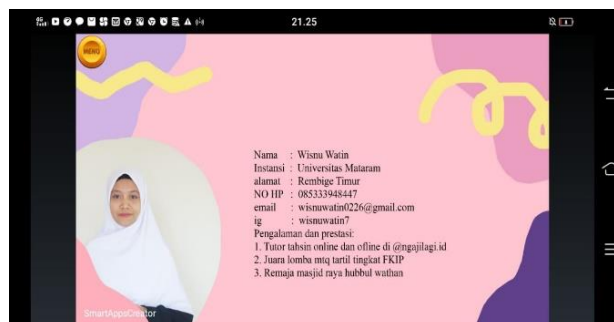 21.25
MENU
Nama : Wisnu Watin
Instansi : Universitas Mataram
alamat : Rembige Timur
NO HP : 085333948447
email : wisnuwatin0226@gmail.com
ig : wisnuwatin7
Pengalaman dan prestasi:
1. Tutor tahsin online dan ofline di @ngajilagi.id
2. Juara lomba mtq tartil tingkat FKIP
3. Remaja masjid raya hubbul wathan
SmartAppsCreator